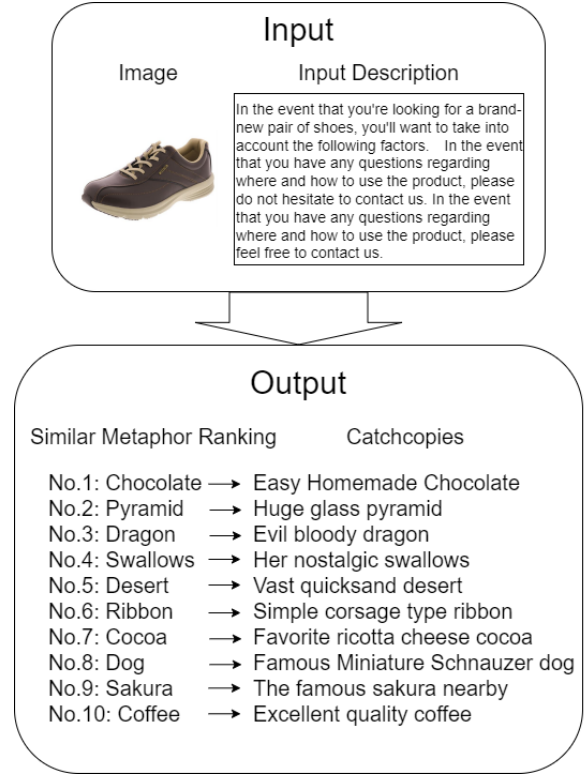 Input
Image Input Description
In the event that you're looking for a brand-
new pair of shoes, you'll want to take into
account the following factors. In the event
that you have any questions regarding
where and how to use the product, please
do not hesitate to contact us. In the event
that you have any questions regarding
where and how to use the product, please
feel free to contact us.
Output
Similar Metaphor Ranking Catchcopies
No.1: Chocolate → Easy Homemade Chocolate
No.2: Pyramid → Huge glass pyramid
No.3: Dragon → Evil bloody dragon
No.4: Swallows → Her nostalgic swallows
No.5: Desert → Vast quicksand desert
No.6: Ribbon → Simple corsage type ribbon
No.7: Cocoa → Favorite ricotta cheese cocoa
No.8: Dog → Famous Miniature Schnauzer dog
No.9: Sakura → The famous sakura nearby
No.10: Coffee → Excellent quality coffee